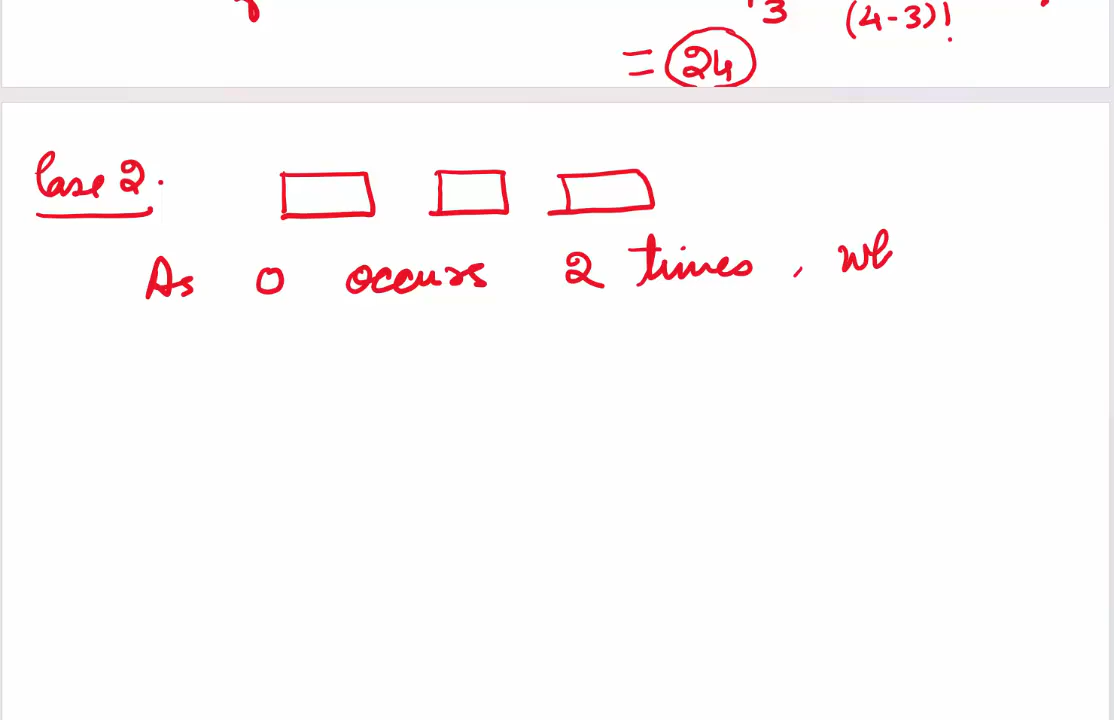 3 (4-3)!
= 24
Case 2.
As 0 occurs 2 times, we